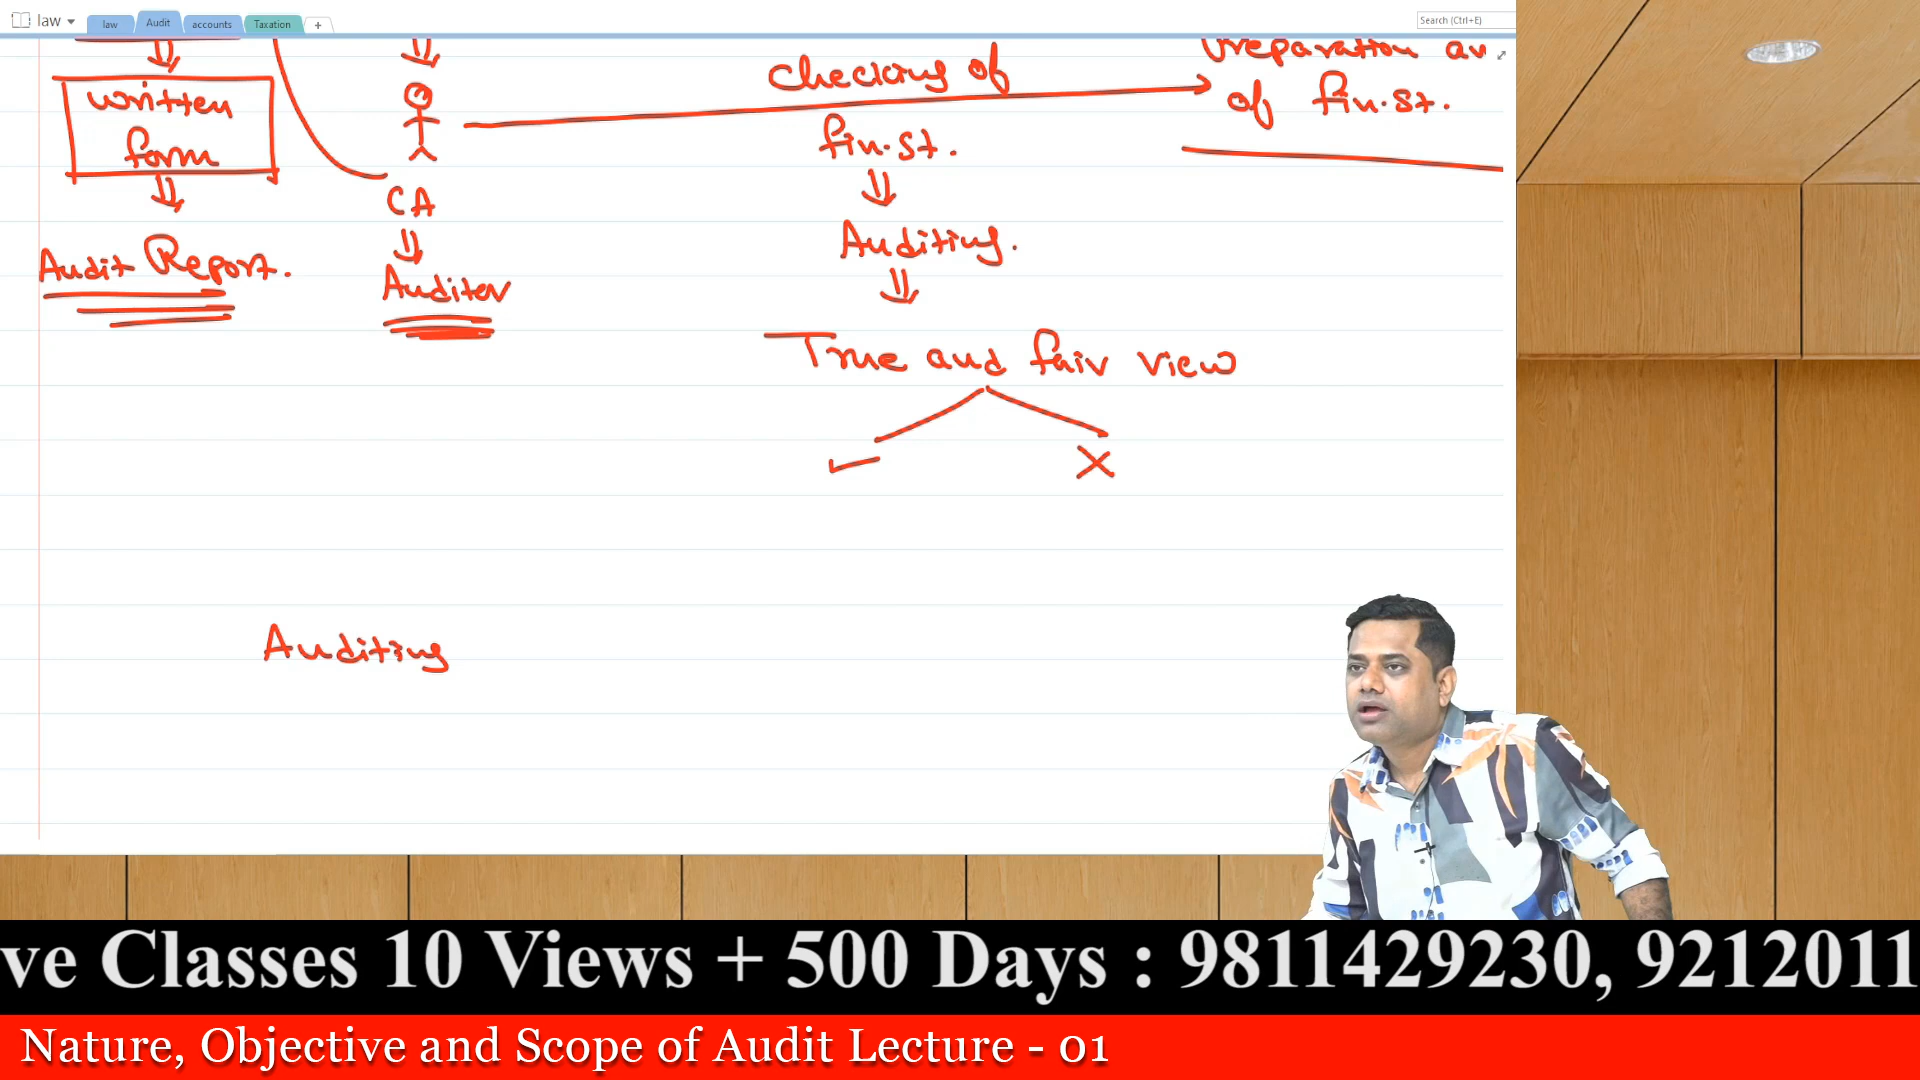 law
law Audit accounts Taxation +
Search (Ctrl+E)
written
form
Audit Report.
CA
Auditor
Checking of
fin.st.
Auditing.
True and fair view
Preparation
of fin.st.
Auditing
ve Classes 10 Views + 500 Days : 9811429230, 9212011
Nature, Objective and Scope of Audit Lecture - 01